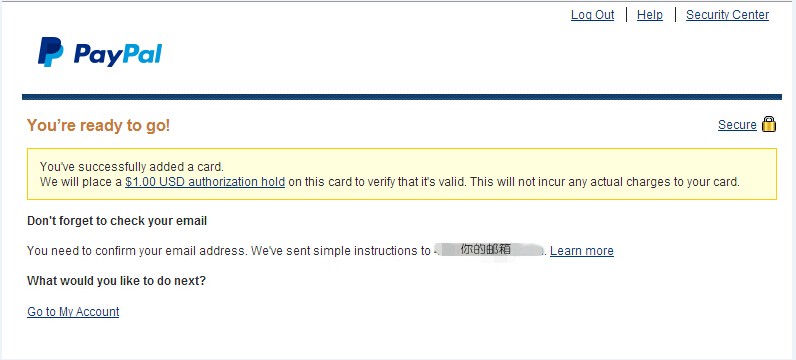 Log Out | Help | Security Center
PayPal
You're ready to go!
Secure
You've successfully added a card.
We will place a $1.00 USD authorization hold on this card to verify that it's valid. This will not incur any actual charges to your card.
Don't forget to check your email
You need to confirm your email address. We've sent simple instructions to 你的邮箱. Learn more
What would you like to do next?
Go to My Account